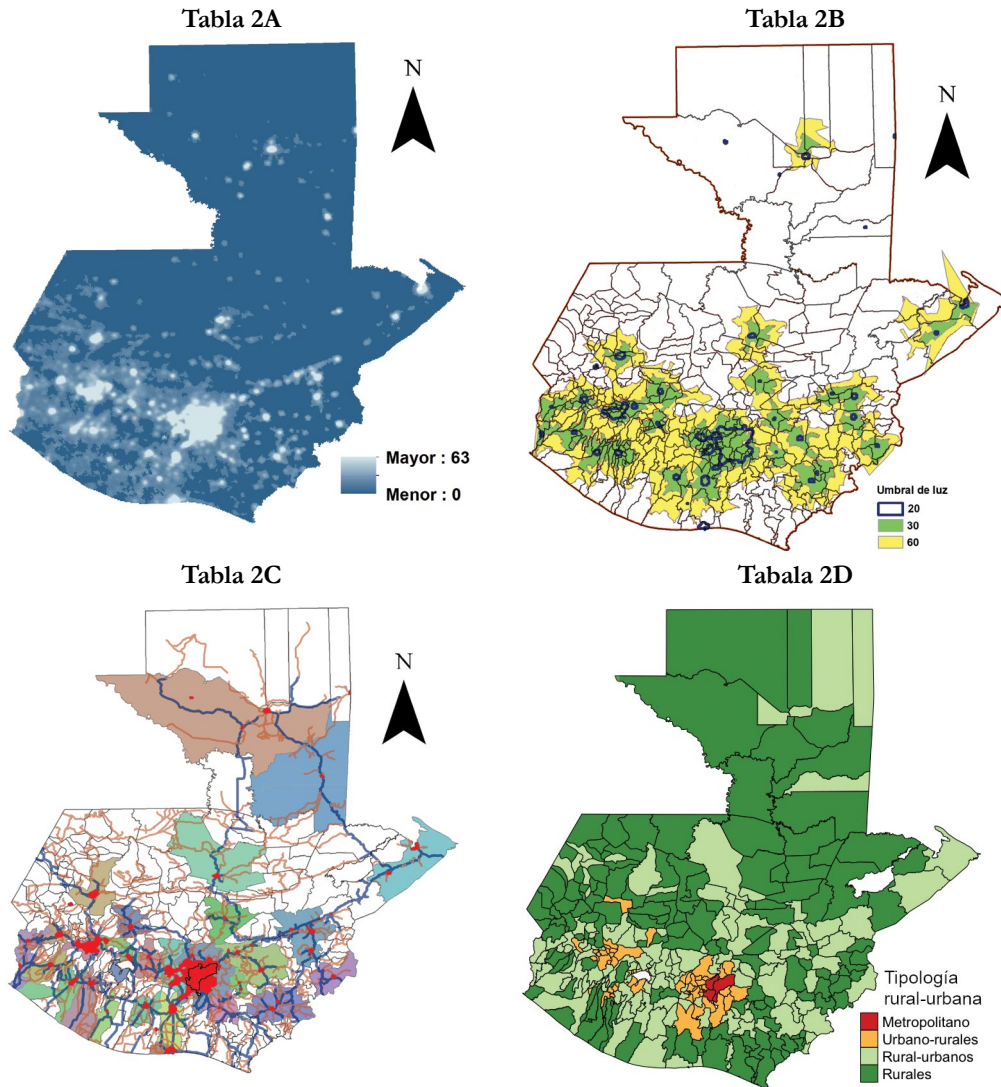 Tabla 2A
N
Mayor : 63
Menor : 0
Tabla 2B
N
Umbral de luz
20
30
60
Tabla 2C
N
Tabala 2D
Tipología
rural-urbana
Metropolitano
Urbano-rurales
Rural-urbanos
Rurales